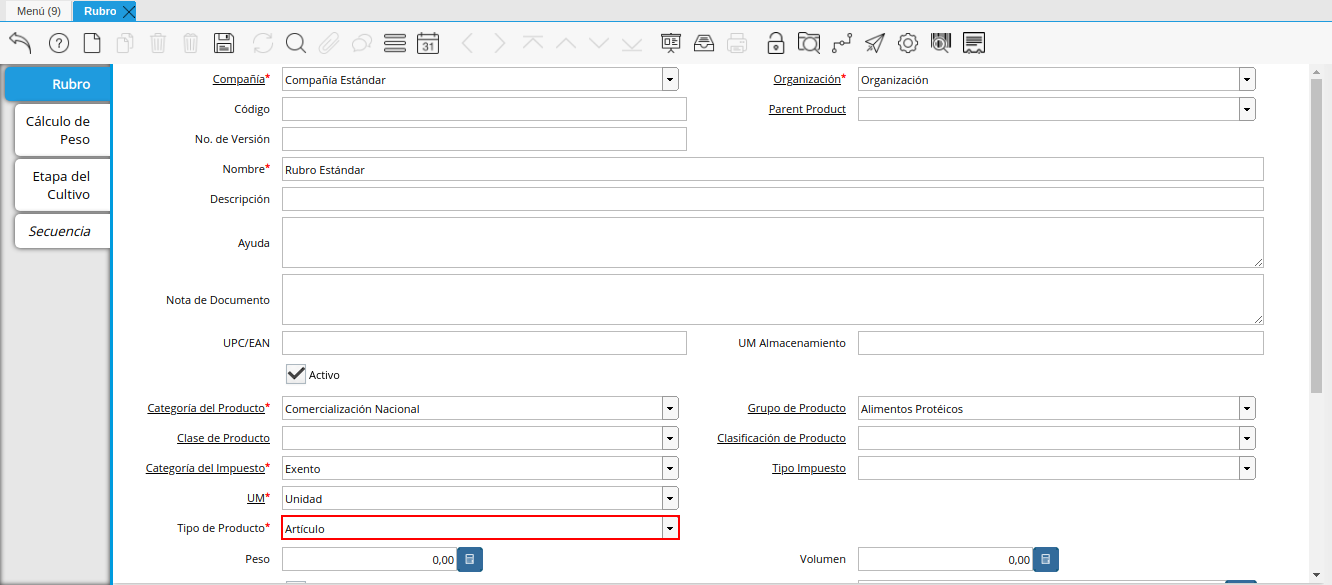 Menú (9) Rubro
31
Rubro
Cálculo de
Peso
Etapa del
Cultivo
Secuencia
Compañía* Compañía Estándar Organización* Organización
Código Parent Product
No. de Versión
Nombre* Rubro Estándar
Descripción
Ayuda
Nota de Documento
UPC/EAN UM Almacenamiento
Activo
Categoría del Producto* Comercialización Nacional Grupo de Producto Alimentos Protéicos
Clase de Producto Clasificación de Producto
Categoría del Impuesto* Exento Tipo Impuesto
UM* Unidad
Tipo de Producto* Artículo
Peso 0,00 Volumen 0,00